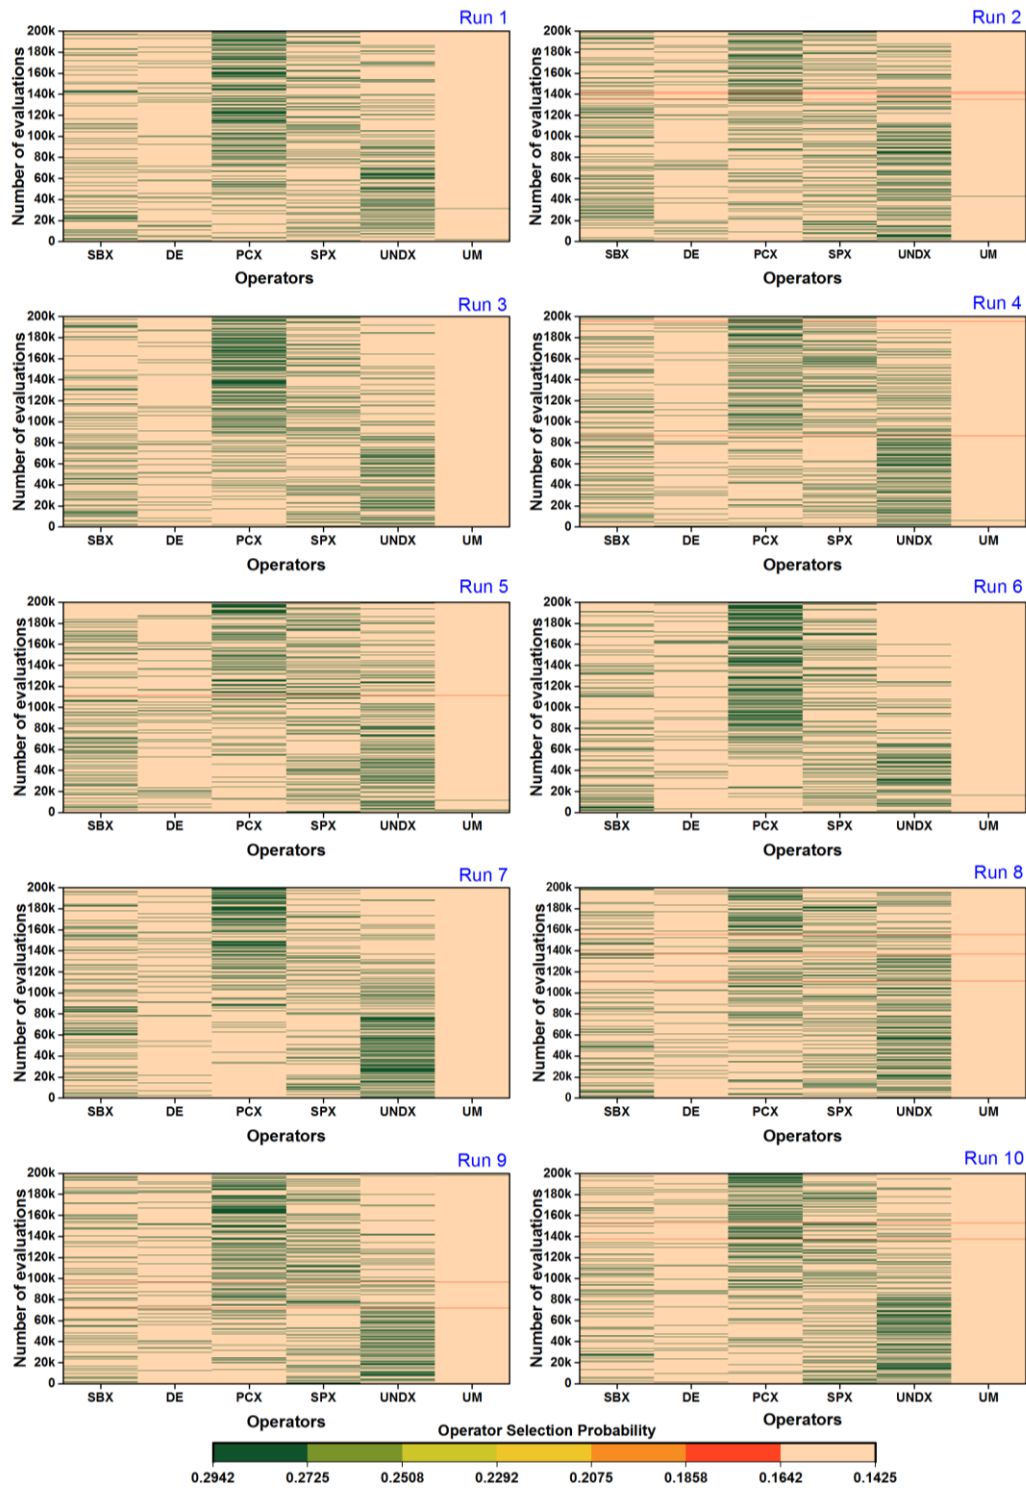 Run 1
Number of evaluations
200k
180k
160k
140k
120k
100k
80k
60k
40k
20k
0
SBX DE PCX SPX UNDX UM
Operators
Run 2
Number of evaluations
200k
180k
160k
140k
120k
100k
80k
60k
40k
20k
0
SBX DE PCX SPX UNDX UM
Operators
Run 3
Number of evaluations
200k
180k
160k
140k
120k
100k
80k
60k
40k
20k
0
SBX DE PCX SPX UNDX UM
Operators
Run 4
Number of evaluations
200k
180k
160k
140k
120k
100k
80k
60k
40k
20k
0
SBX DE PCX SPX UNDX UM
Operators
Run 5
Number of evaluations
200k
180k
160k
140k
120k
100k
80k
60k
40k
20k
0
SBX DE PCX SPX UNDX UM
Operators
Run 6
Number of evaluations
200k
180k
160k
140k
120k
100k
80k
60k
40k
20k
0
SBX DE PCX SPX UNDX UM
Operators
Run 7
Number of evaluations
200k
180k
160k
140k
120k
100k
80k
60k
40k
20k
0
SBX DE PCX SPX UNDX UM
Operators
Run 8
Number of evaluations
200k
180k
160k
140k
120k
100k
80k
60k
40k
20k
0
SBX DE PCX SPX UNDX UM
Operators
Run 9
Number of evaluations
200k
180k
160k
140k
120k
100k
80k
60k
40k
20k
0
SBX DE PCX SPX UNDX UM
Operators
Run 10
Number of evaluations
200k
180k
160k
140k
120k
100k
80k
60k
40k
20k
0
SBX DE PCX SPX UNDX UM
Operators
Operator Selection Probability
0.2942 0.2725 0.2508 0.2292 0.2075 0.1858 0.1642 0.1425